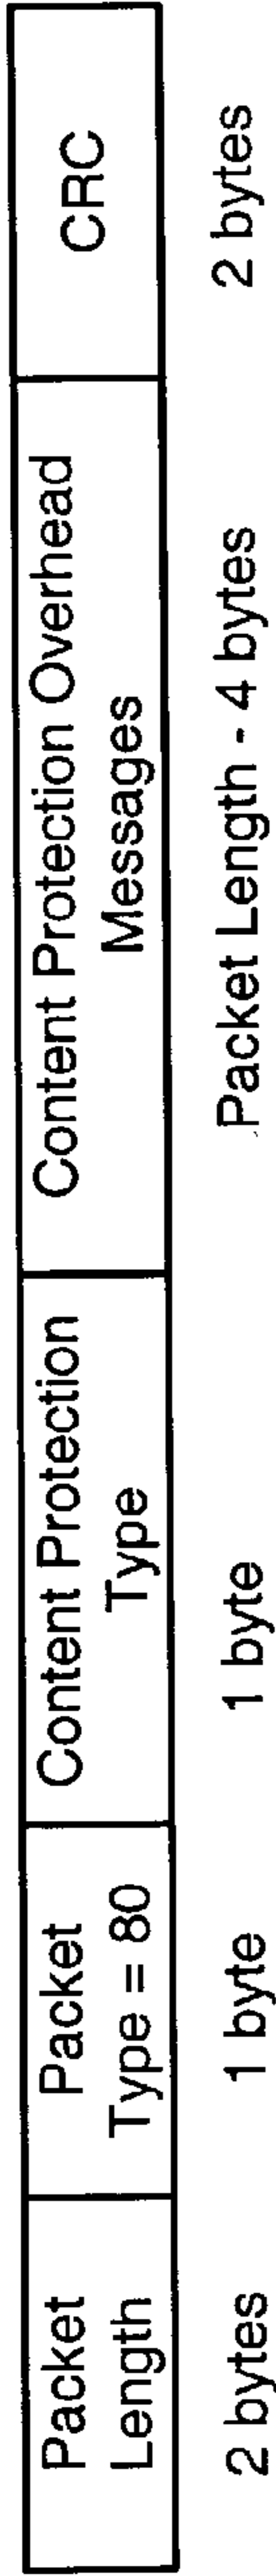 Packet
Length
2 bytes
Packet
Type = 80
1 byte
Content Protection
Type
1 byte
Content Protection Overhead
Messages
Packet Length - 4 bytes
CRC
2 bytes